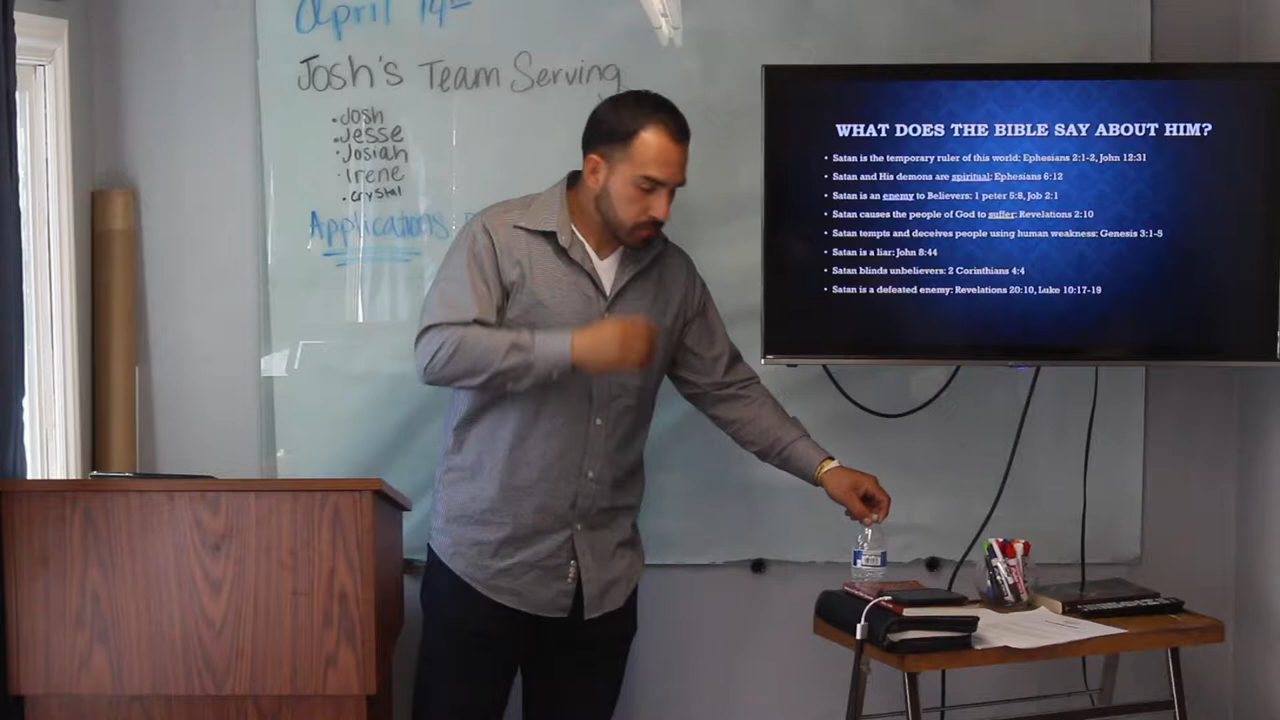 April 14th
Josh's Team Serving
• Josh
• Jesse
• Josiah
• Irene
• Crystal
Applications
WHAT DOES THE BIBLE SAY ABOUT HIM?
• Satan is the temporary ruler of this world: Ephesians 2:1-2, John 12:31
• Satan and His demons are spiritual: Ephesians 6:12
• Satan is an enemy to Believers: 1 peter 5:8, Job 2:1
• Satan causes the people of God to suffer: Revelations 2:10
• Satan tempts and deceives people using human weakness: Genesis 3:1-5
• Satan is a liar: John 8:44
• Satan blinds unbelievers: 2 Corinthians 4:4
• Satan is a defeated enemy: Revelations 20:10, Luke 10:17-19